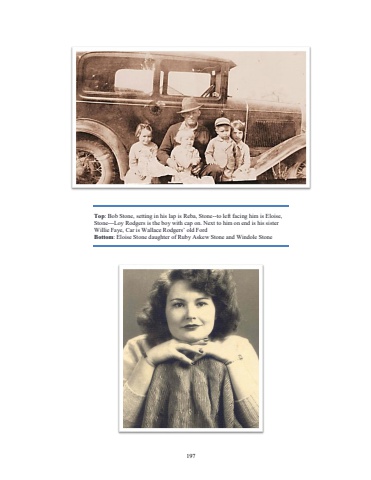 Top: Bob Stone, setting in his lap is Reba, Stone--to left facing him is Eloise,
Stone—Loy Rodgers is the boy with cap on. Next to him on end is his sister
Willie Faye, Car is Wallace Rodgers' old Ford
Bottom: Eloise Stone daughter of Ruby Askew Stone and Windole Stone
197